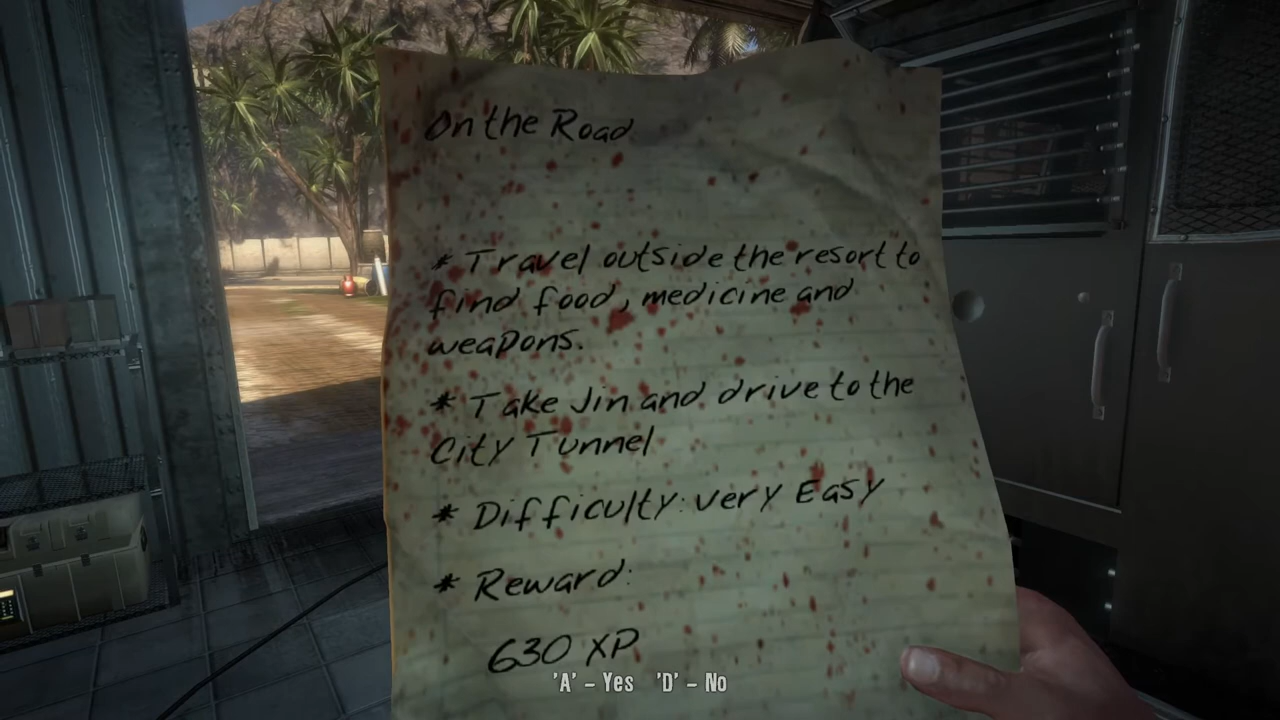 On the Road
* Travel outside the resort to
find food, medicine and
weapons.
* Take Jin and drive to the
City Tunnel
* Difficulty: very Easy
* Reward:
630 XP
'A' - Yes 'D' - No